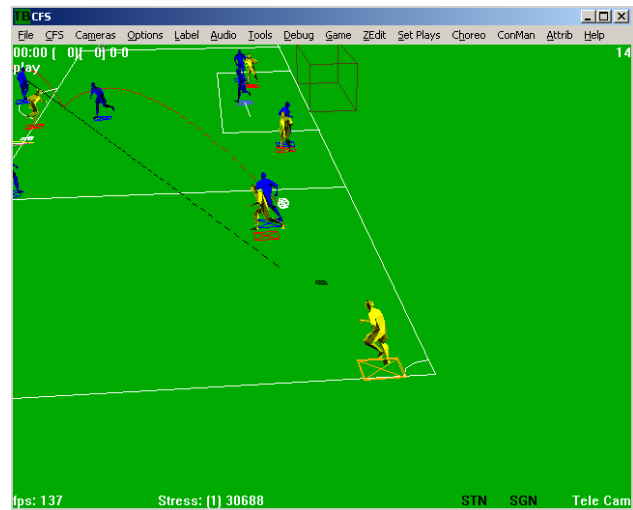 TB CFS
File CFS Cameras Options Label Audio Tools Debug Game ZEdit Set Plays Choreo ConMan Attrib Help
00:00 [ 0][ 0] 0-0 14
play
fps: 137 Stress: [1] 30688 STN SGN Tele Cam